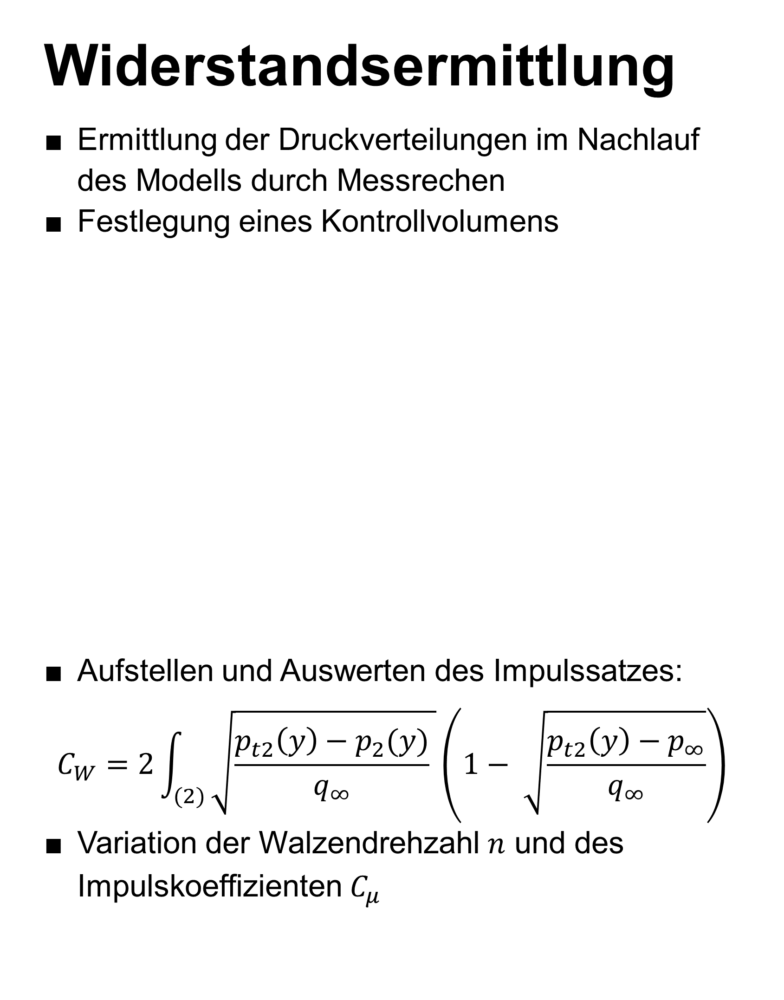 Widerstandsermittlung
■ Ermittlung der Druckverteilungen im Nachlauf
des Modells durch Messrechen
■ Festlegung eines Kontrollvolumens
■ Aufstellen und Auswerten des Impulssatzes:
$C_W = 2 \int_{(2)} \sqrt{\frac{p_{t2}(y) - p_2(y)}{q_\infty}} \left( 1 - \sqrt{\frac{p_{t2}(y) - p_\infty}{q_\infty}} \right)$
■ Variation der Walzendrehzahl $n$ und des
Impulskoeffizienten $C_\mu$